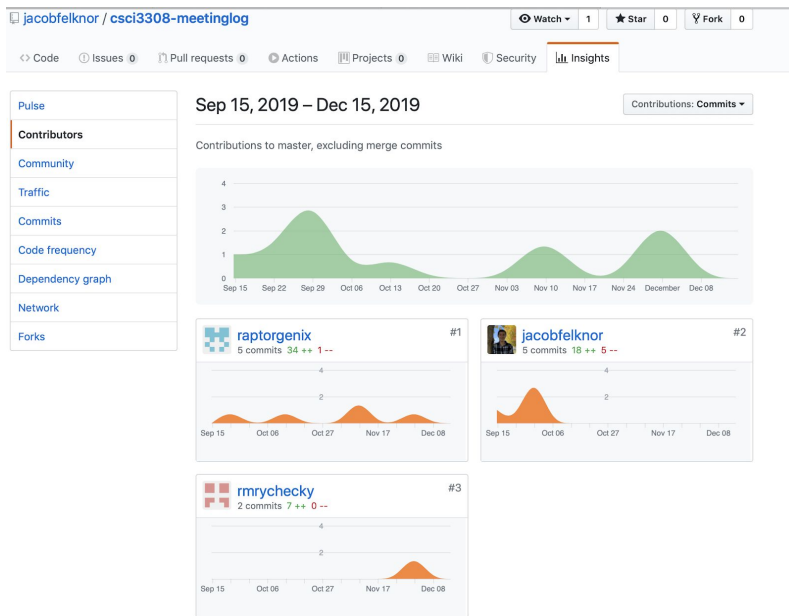 jacobfelknor / csci3308-meetinglog
Watch 1 Star 0 Fork 0
<> Code Issues 0 Pull requests 0 Actions Projects 0 Wiki Security Insights
Pulse
Contributors
Community
Traffic
Commits
Code frequency
Dependency graph
Network
Forks
Sep 15, 2019 – Dec 15, 2019
Contributions: Commits
Contributions to master, excluding merge commits
4
3
2
1
0
Sep 15 Sep 22 Sep 29 Oct 06 Oct 13 Oct 20 Oct 27 Nov 03 Nov 10 Nov 17 Nov 24 December Dec 08
raptorgenix #1
5 commits 34 ++ 1 --
4
2
Sep 15 Oct 06 Oct 27 Nov 17 Dec 08
jacobfelknor #2
5 commits 18 ++ 5 --
4
2
Sep 15 Oct 06 Oct 27 Nov 17 Dec 08
rmrychecky #3
2 commits 7 ++ 0 --
4
2
Sep 15 Oct 06 Oct 27 Nov 17 Dec 08